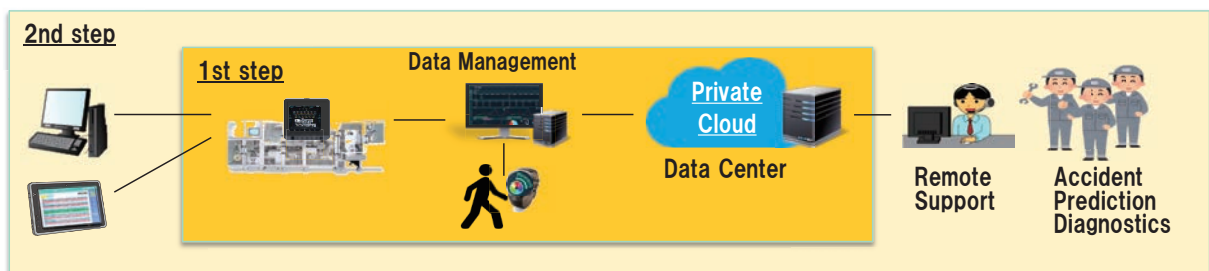 2nd step
1st step
Data Management
Private
Cloud
Data Center
Remote
Support
Accident
Prediction
Diagnostics